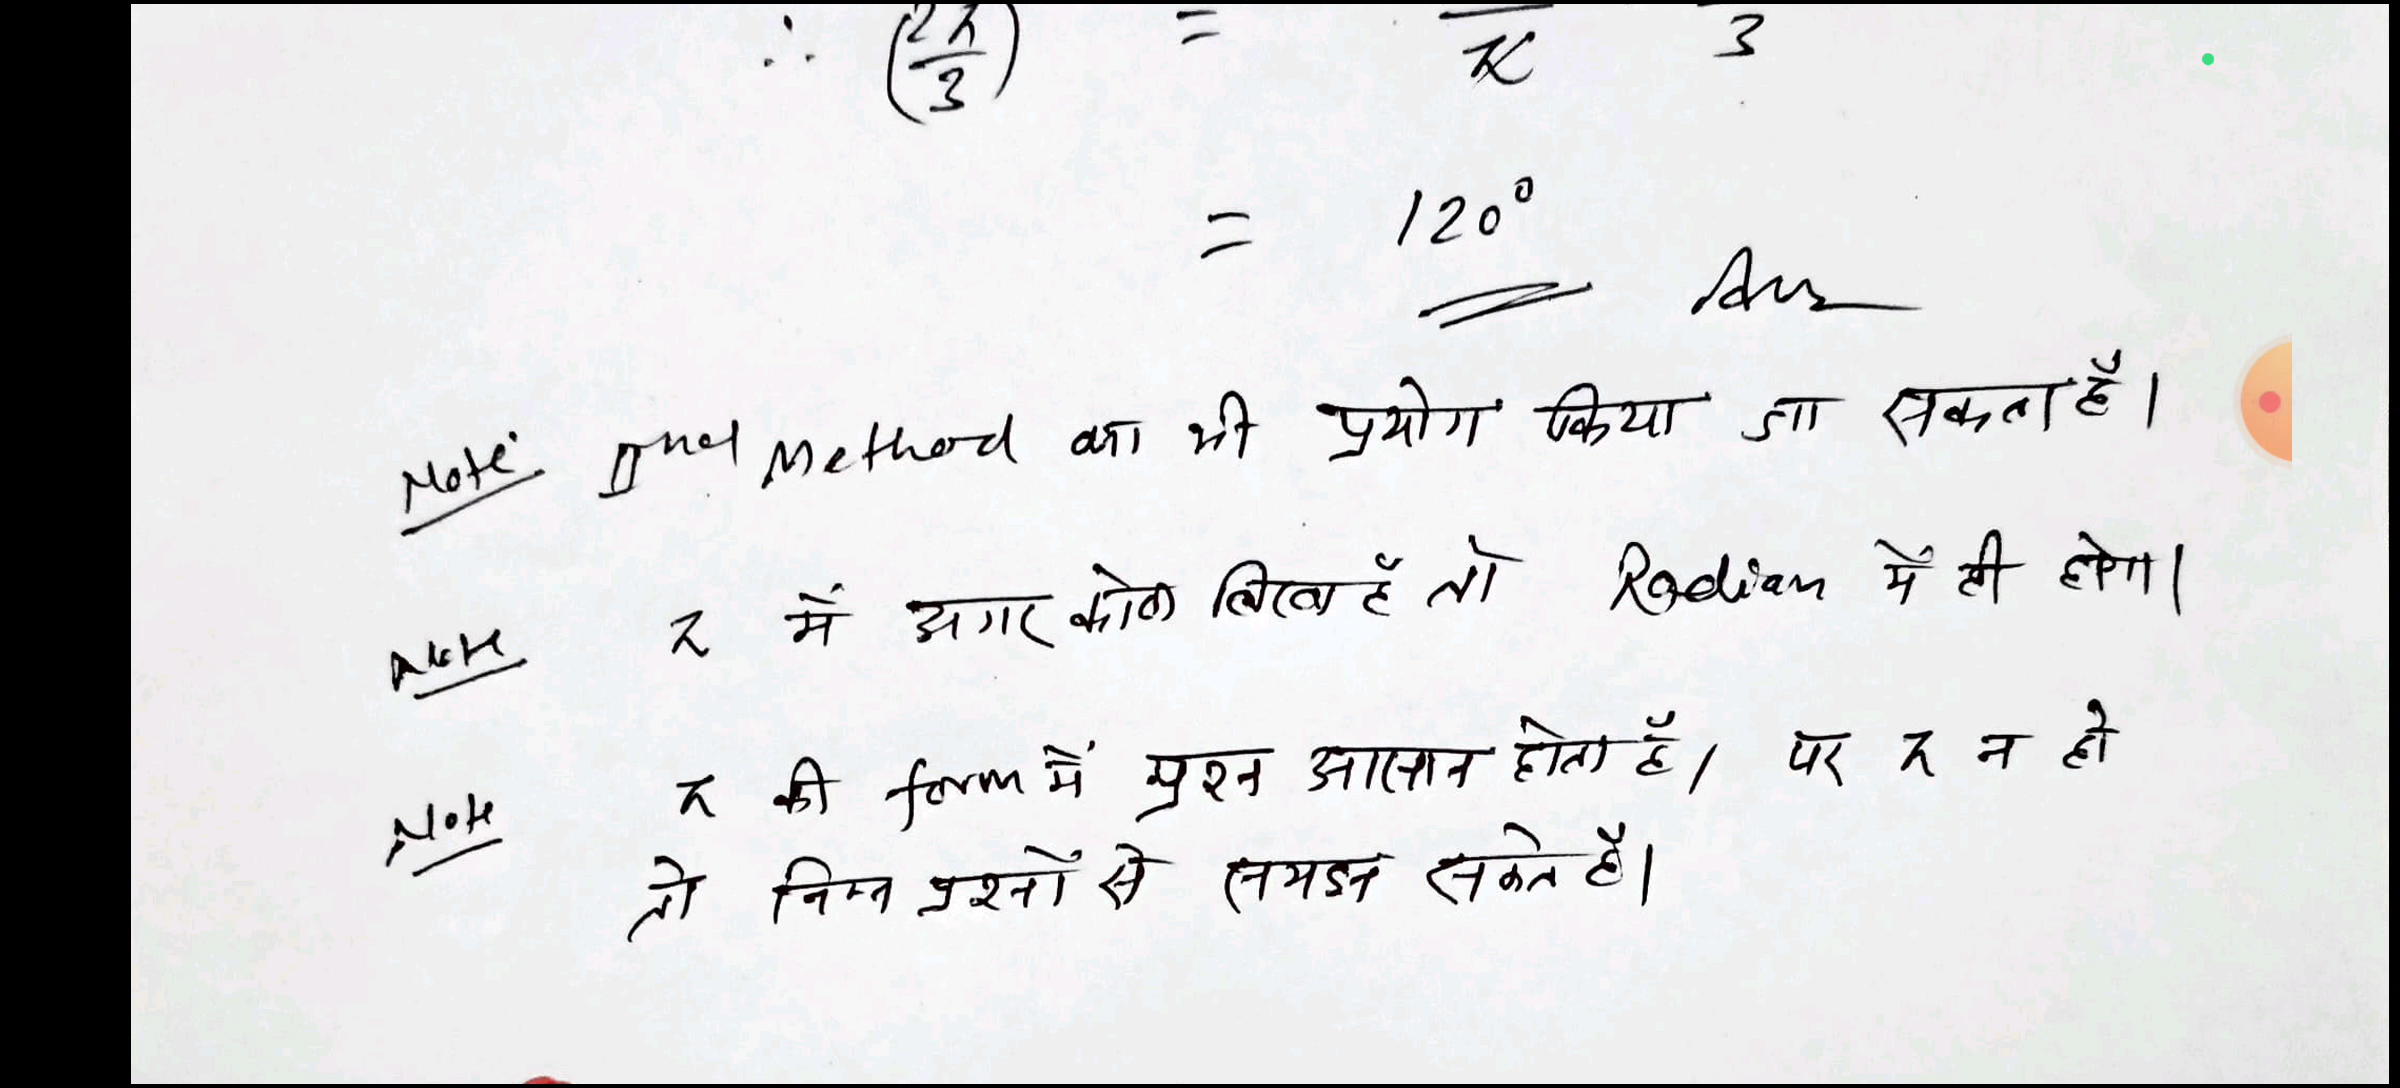 ∴ (2π/3) = π 3
= 120° Ans
Note IInd Method का भी प्रयोग किया जा सकता है।
Note π में अगर कोण लिखा है तो Radian में ही होगा।
Note π की form में प्रश्न आसान होता है। पर π न हो
तो निम्न प्रश्नों से समझ सकते है।